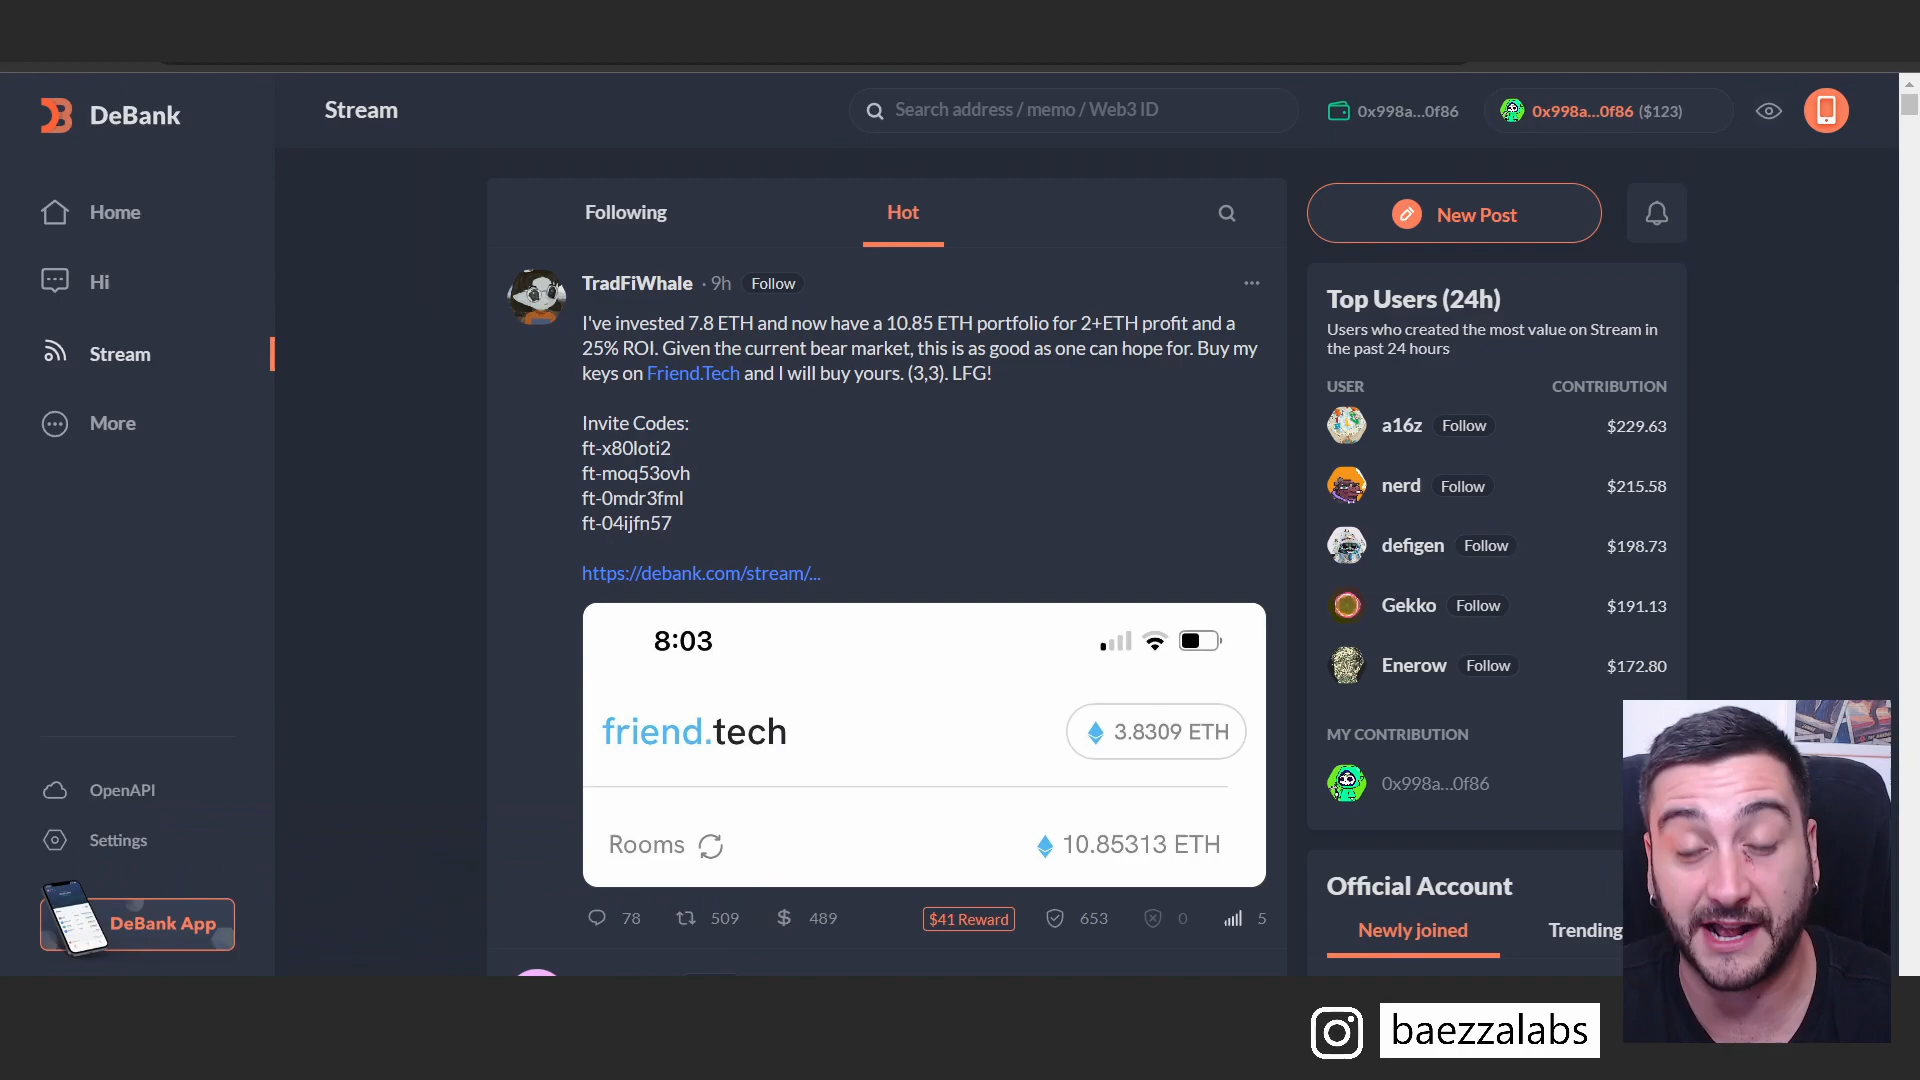 DeBank
Stream
Search address / memo / Web3 ID
0x998a...0f86
0x998a...0f86 ($123)
Home
Hi
Stream
More
OpenAPI
Settings
DeBank App
Following
Hot
TradFiWhale · 9h Follow
I've invested 7.8 ETH and now have a 10.85 ETH portfolio for 2+ETH profit and a
25% ROI. Given the current bear market, this is as good as one can hope for. Buy my
keys on Friend.Tech and I will buy yours. (3,3). LFG!
Invite Codes:
ft-x80loti2
ft-moq53ovh
ft-0mdr3fml
ft-04ijfn57
https://debank.com/stream/...
8:03
friend.tech
3.8309 ETH
Rooms
10.85313 ETH
78
509
489
$41 Reward
653
0
5
New Post
Top Users (24h)
Users who created the most value on Stream in
the past 24 hours
USER CONTRIBUTION
a16z Follow $229.63
nerd Follow $215.58
defigen Follow $198.73
Gekko Follow $191.13
Enerow Follow $172.80
MY CONTRIBUTION
0x998a...0f86
Official Account
Newly joined
Trending
baezzalabs